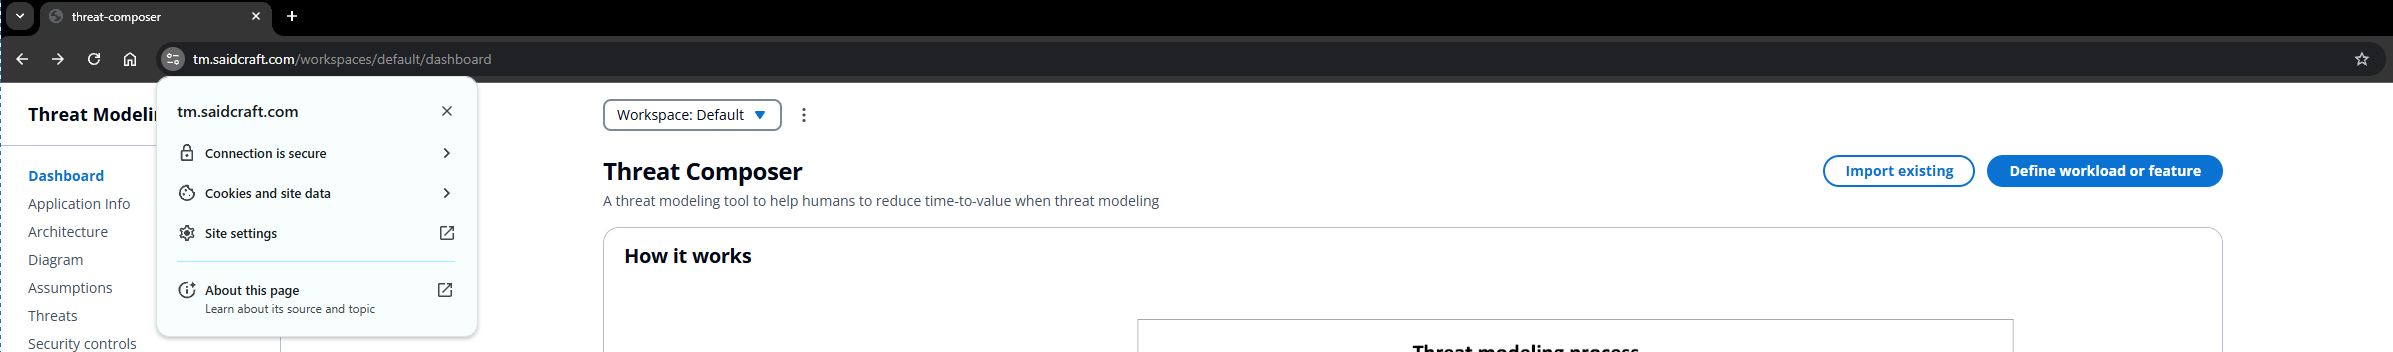 threat-composer
tm.saidcraft.com/workspaces/default/dashboard
Threat Modeli
Dashboard
Application Info
Architecture
Diagram
Assumptions
Threats
Security controls
tm.saidcraft.com
Connection is secure
Cookies and site data
Site settings
About this page
Learn about its source and topic
Workspace: Default
Threat Composer
A threat modeling tool to help humans to reduce time-to-value when threat modeling
Import existing
Define workload or feature
How it works
Threat modeling process